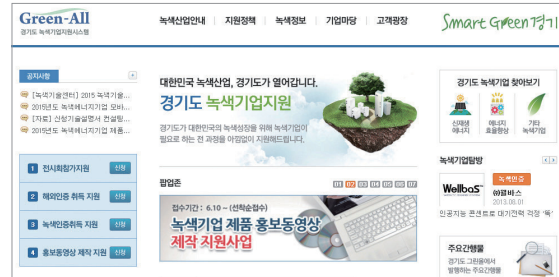 Green-All
경기도 녹색기업지원시스템
녹색산업안내
지원정책
녹색정보
기업마당
고객광장
Smart Green 경기
공지사항
[녹색기술센터] 2015 녹색기술...
2015년도 녹색에너지기업 모바...
[자료] 신청기술설명서 컨설팅...
2015년도 녹색에너지기업 제품...
대한민국 녹색산업, 경기도가 열어갑니다.
경기도 녹색기업지원
경기도가 대한민국의 녹색성장을 위해 녹색기업이
필요로 하는 전 과정을 아낌없이 지원해드립니다.
경기도 녹색기업 찾아보기
신재생
에너지
에너지
효율향상
기타
녹색기업
1 전시회참가지원 신청
2 해외인증 취득 지원 신청
3 녹색인증취득 지원 신청
4 홍보동영상 제작 지원 신청
팝업존
01 02 03 04 05 06 07
접수기간 : 6.10 ~ (선착순접수)
녹색기업 제품 홍보동영상
제작 지원사업
녹색기업탐방
WellbaS
녹색인증
㈜웰바스
2013.08.01
인공지능 콘센트로 대기전력 걱정 '뚝'
주요간행물
경기도 그린올에서
발행하는 주요간행물